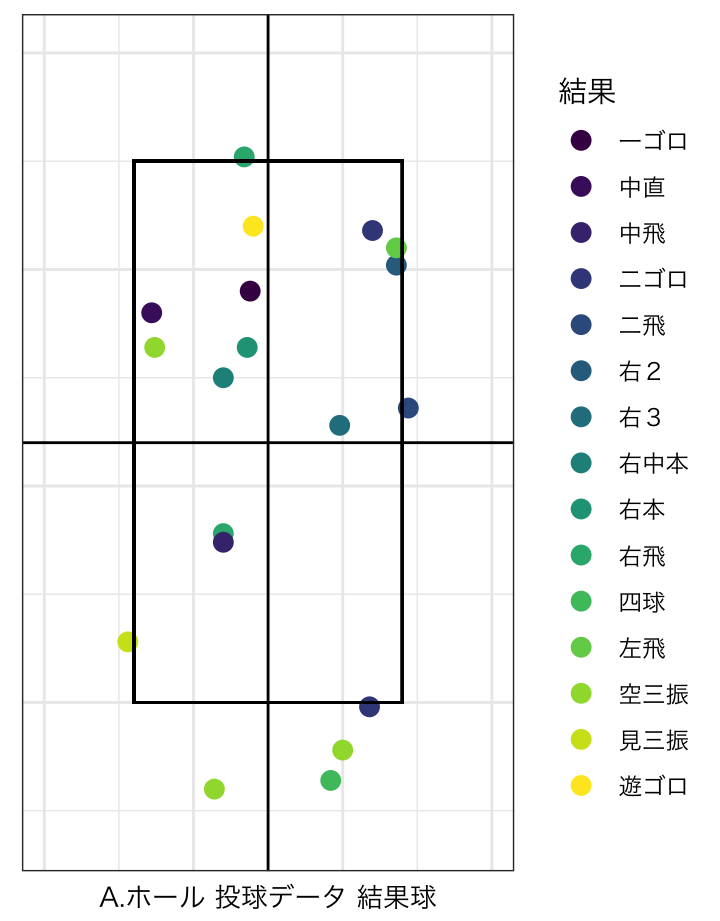 結果
一ゴロ
中直
中飛
二ゴロ
二飛
右２
右３
右中本
右本
右飛
四球
左飛
空三振
見三振
遊ゴロ
A.ホール 投球データ 結果球